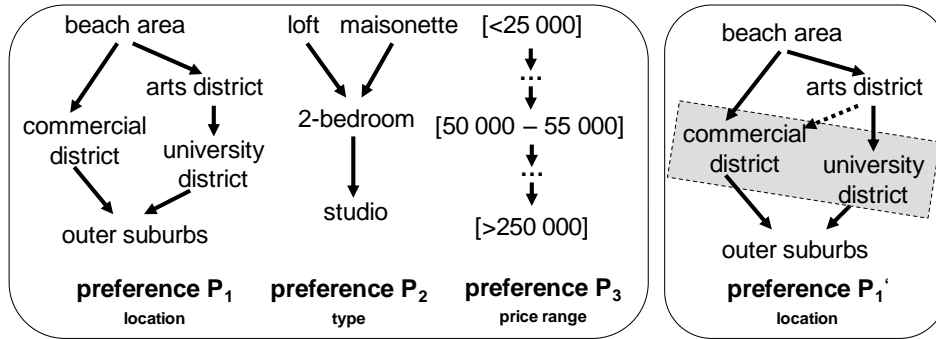 beach area
arts district
commercial
district
university
district
outer suburbs
preference P1
location
loft maisonette
2-bedroom
studio
preference P2
type
[<25 000]
...
[50 000 – 55 000]
...
[>250 000]
preference P3
price range
beach area
arts district
commercial
district
university
district
outer suburbs
preference P1‘
location